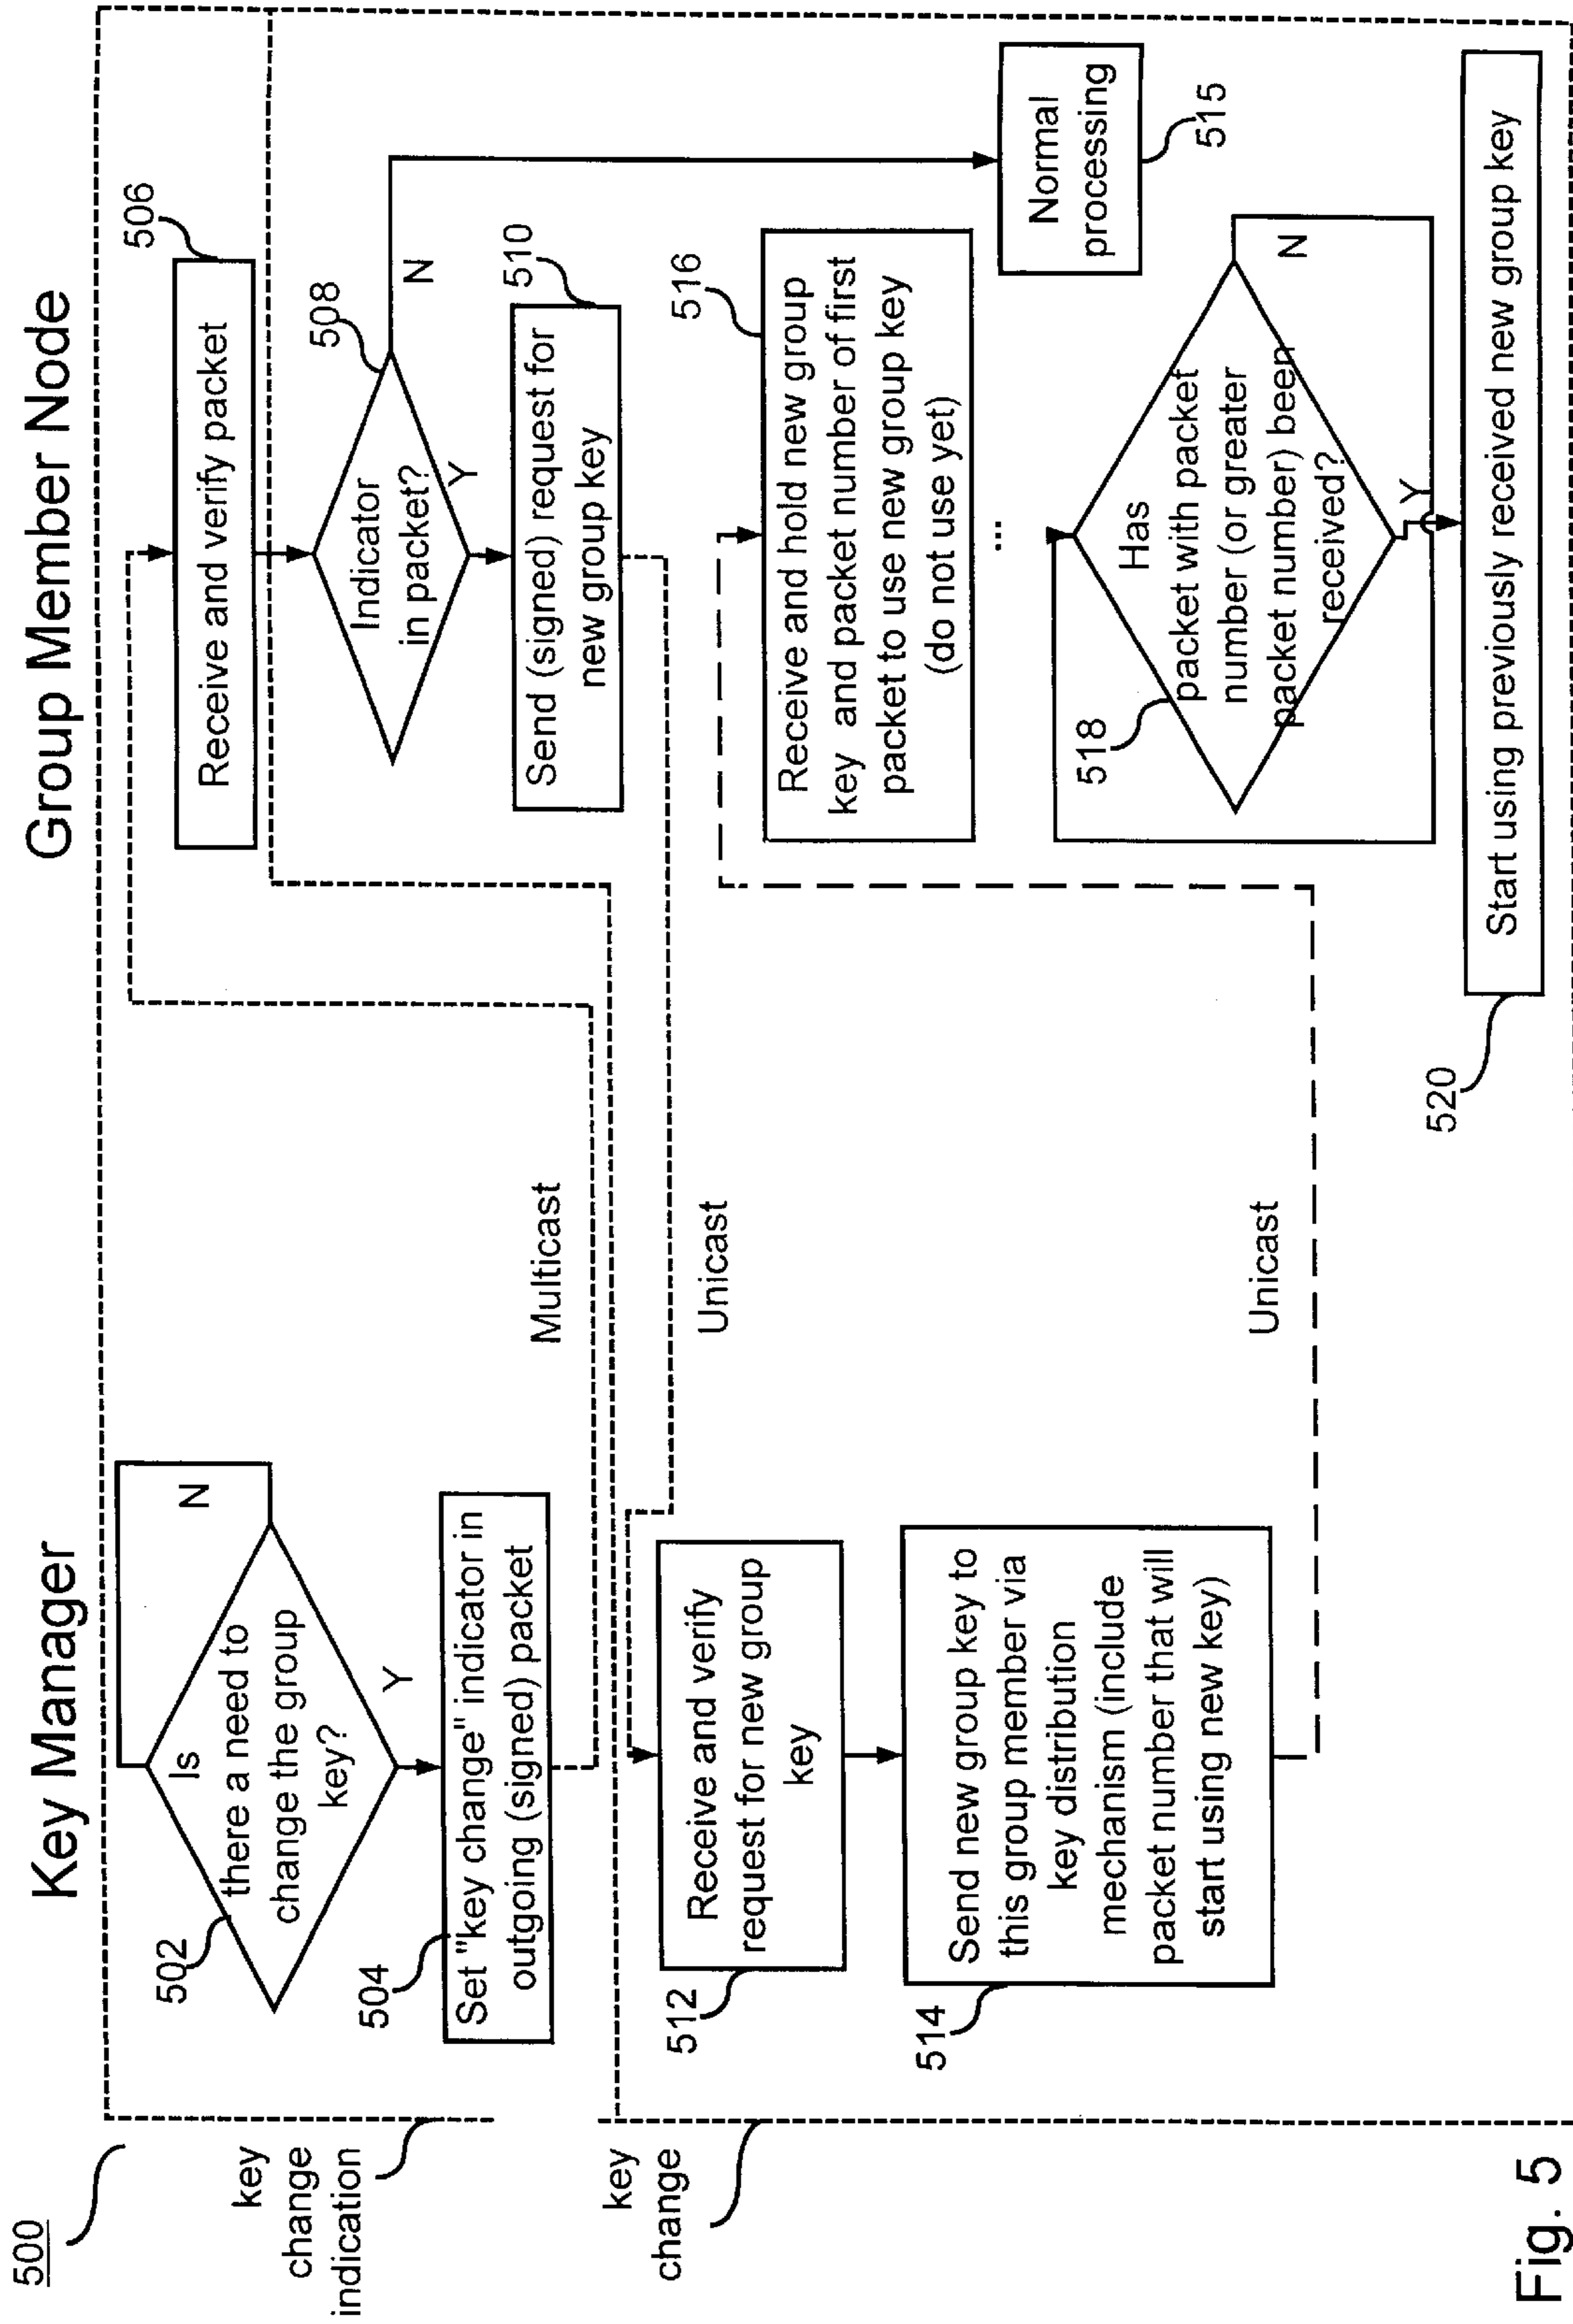 500
Key Manager
Group Member Node
key
change
indication
502
Is
there a need to
change the group
key?
N
Y
504
Set "key change" indicator in
outgoing (signed) packet
Multicast
506
Receive and verify packet
508
Indicator
in packet?
N
Y
510
Send (signed) request for
new group key
key
change
Unicast
512
Receive and verify
request for new group
key
514
Send new group key to
this group member via
key distribution
mechanism (include
packet number that will
start using new key)
Unicast
516
Receive and hold new group
key and packet number of first
packet to use new group key
(do not use yet)
...
Normal
processing
515
518
Has
packet with packet
number (or greater
packet number) been
received?
N
Y
520
Start using previously received new group key
Fig. 5